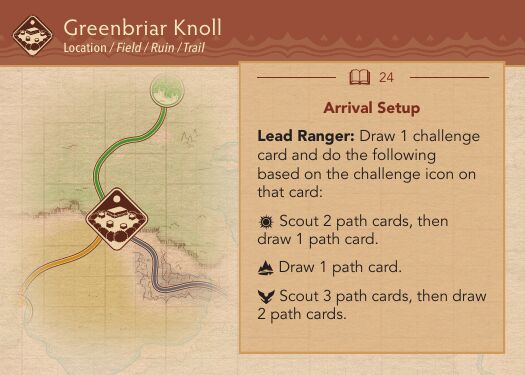 Greenbriar Knoll
Location / Field / Ruin / Trail
24
Arrival Setup
Lead Ranger: Draw 1 challenge
card and do the following
based on the challenge icon on
that card:
Scout 2 path cards, then
draw 1 path card.
Draw 1 path card.
Scout 3 path cards, then draw
2 path cards.